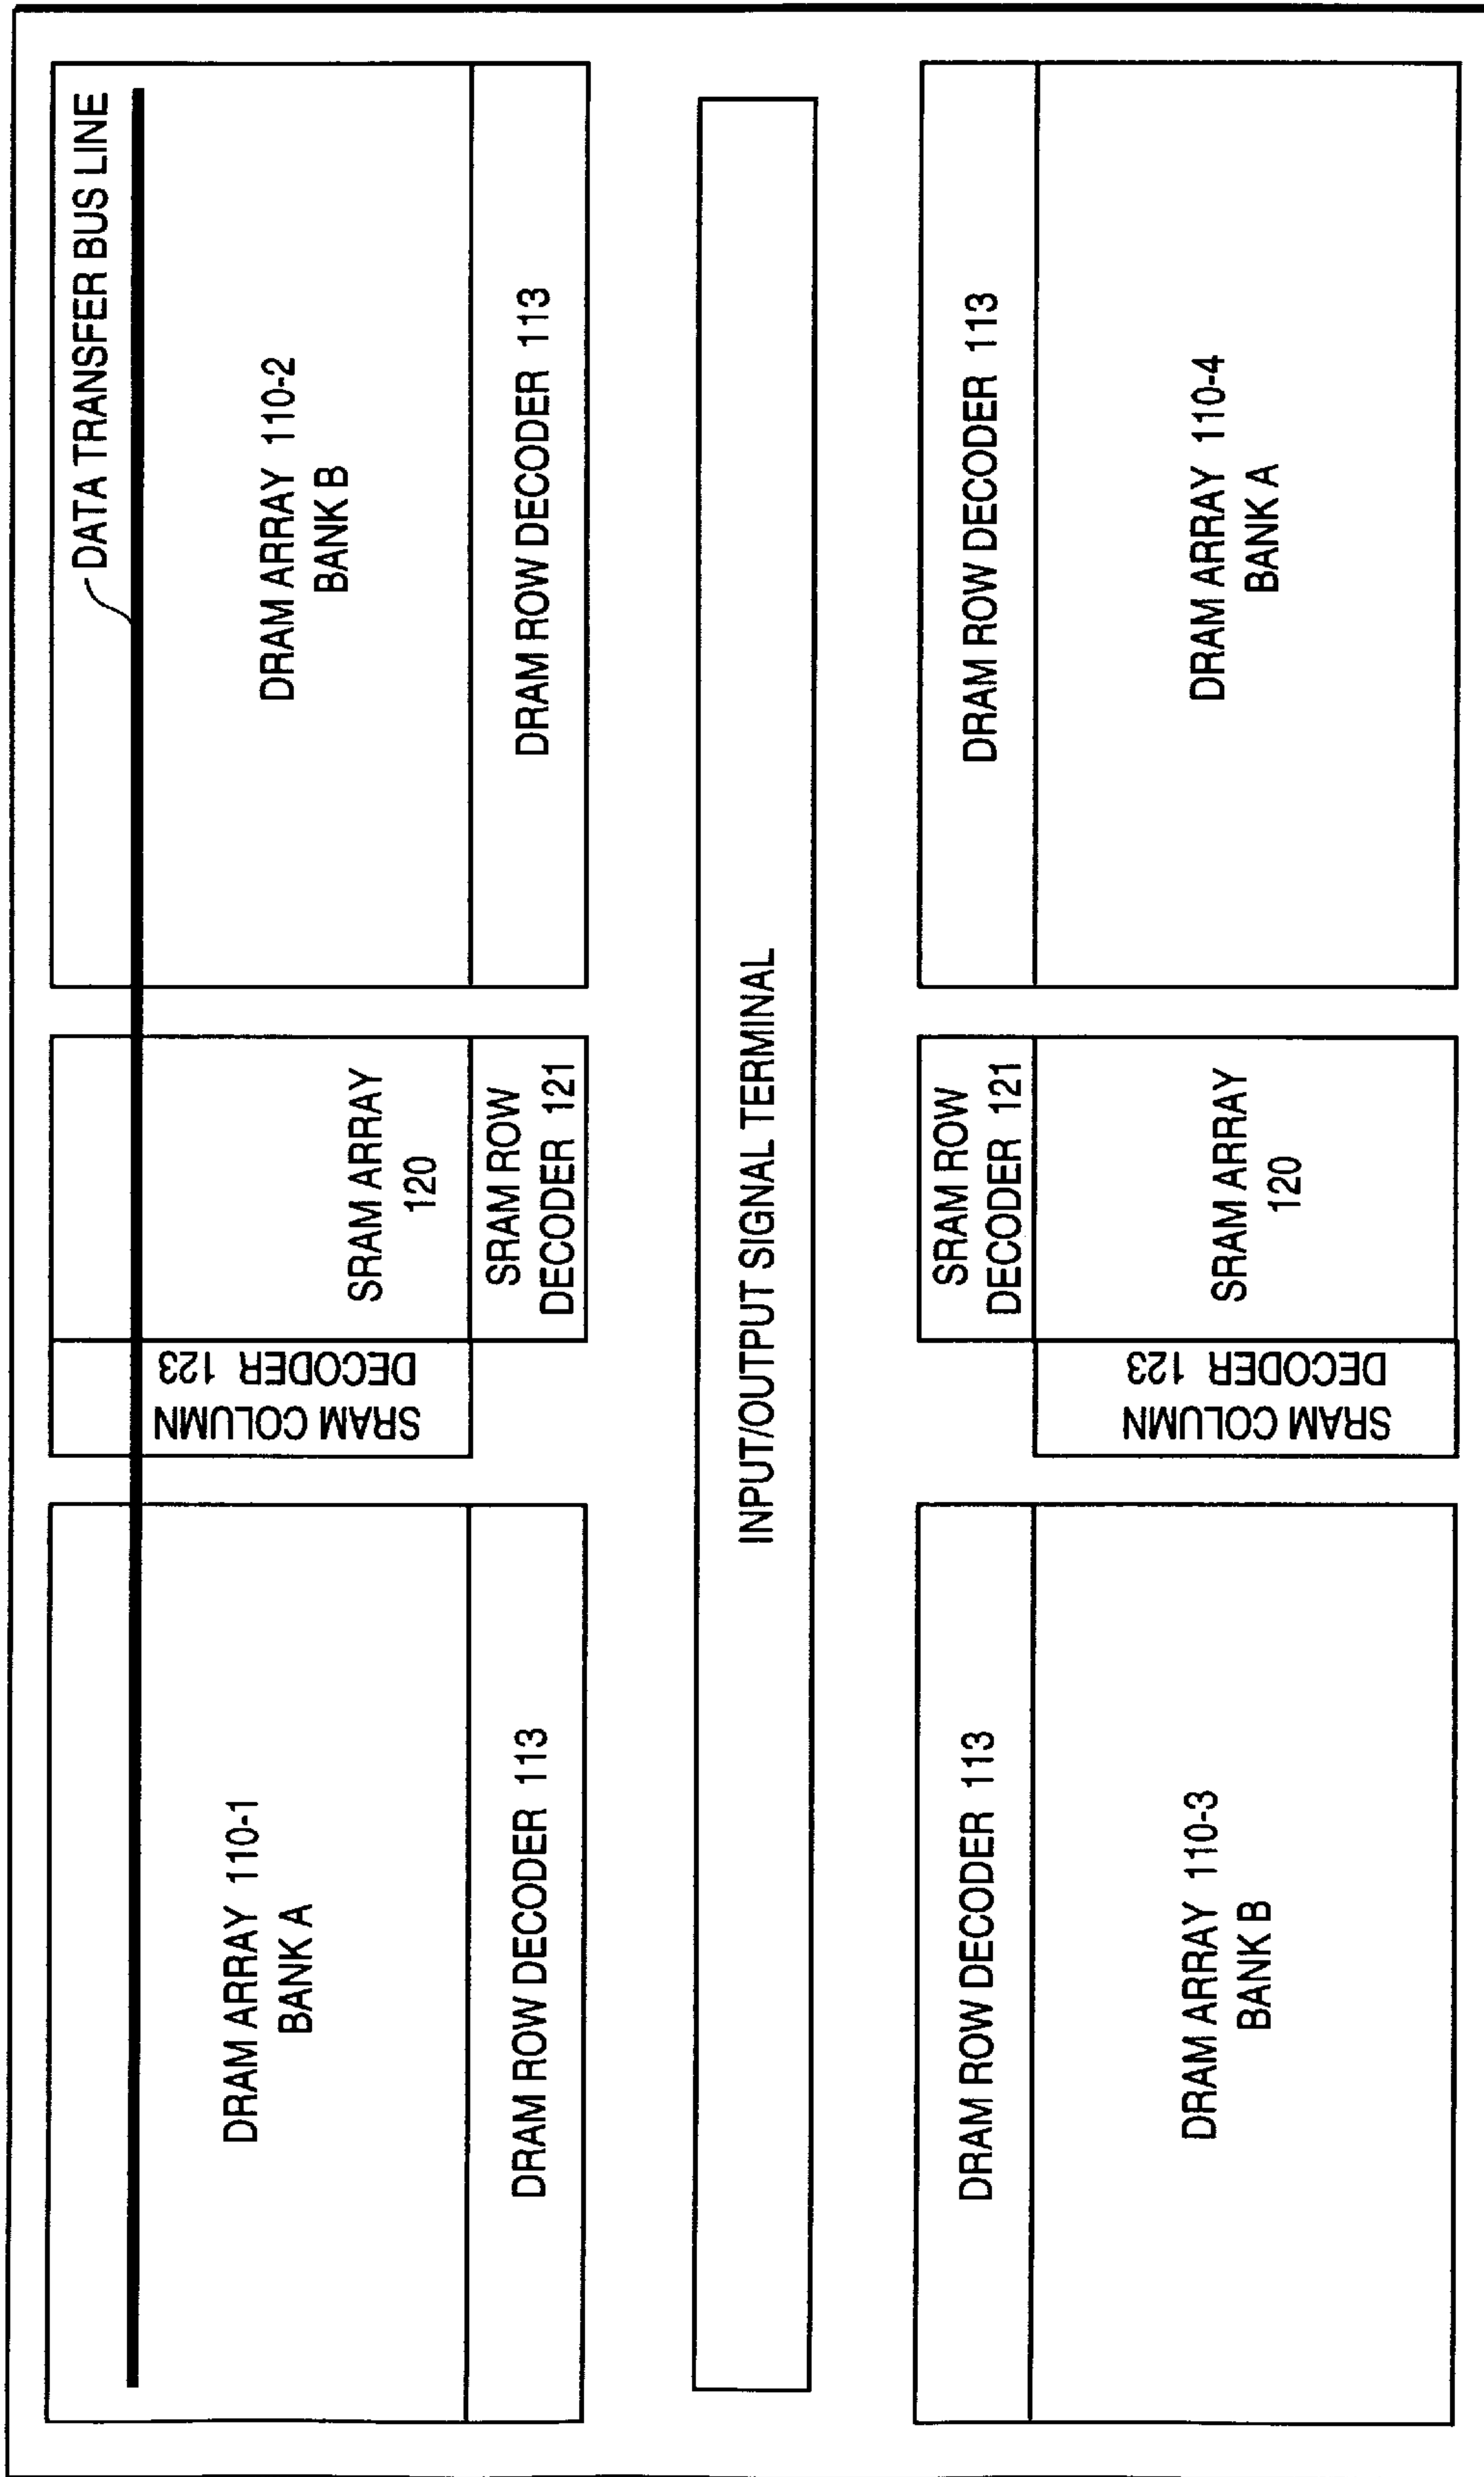 DATA TRANSFER BUS LINE
DRAM ARRAY 110-1
BANK A
DRAM ROW DECODER 113
SRAM COLUMN
DECODER 123
SRAM ARRAY
120
SRAM ROW
DECODER 121
DRAM ARRAY 110-2
BANK B
DRAM ROW DECODER 113
INPUT/OUTPUT SIGNAL TERMINAL
DRAM ROW DECODER 113
DRAM ARRAY 110-3
BANK B
SRAM COLUMN
DECODER 123
SRAM ROW
DECODER 121
SRAM ARRAY
120
DRAM ROW DECODER 113
DRAM ARRAY 110-4
BANK A